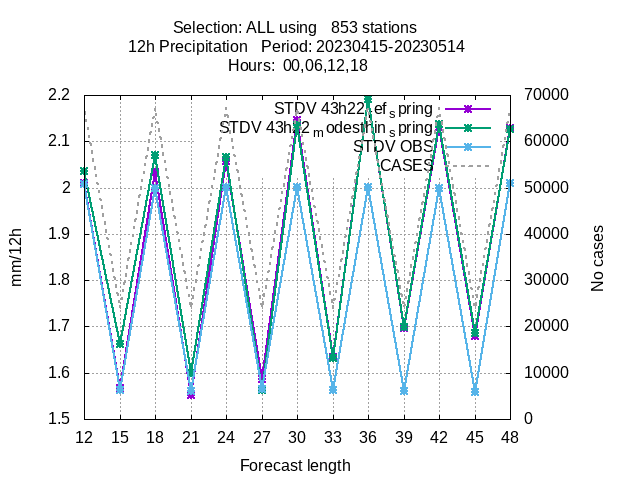 Selection: ALL using   853 stations
12h Precipitation   Period: 20230415-20230514
Hours:  00,06,12,18
2.2
2.1
2
1.9
1.8
1.7
1.6
1.5
mm/12h
STDV OBS
CASES
70000
60000
50000
40000
30000
20000
10000
0
No cases
12 15 18 21 24 27 30 33 36 39 42 45 48
Forecast length